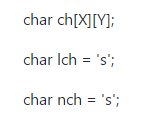 char ch[X][Y];
char lch = 's';
char nch = 's';